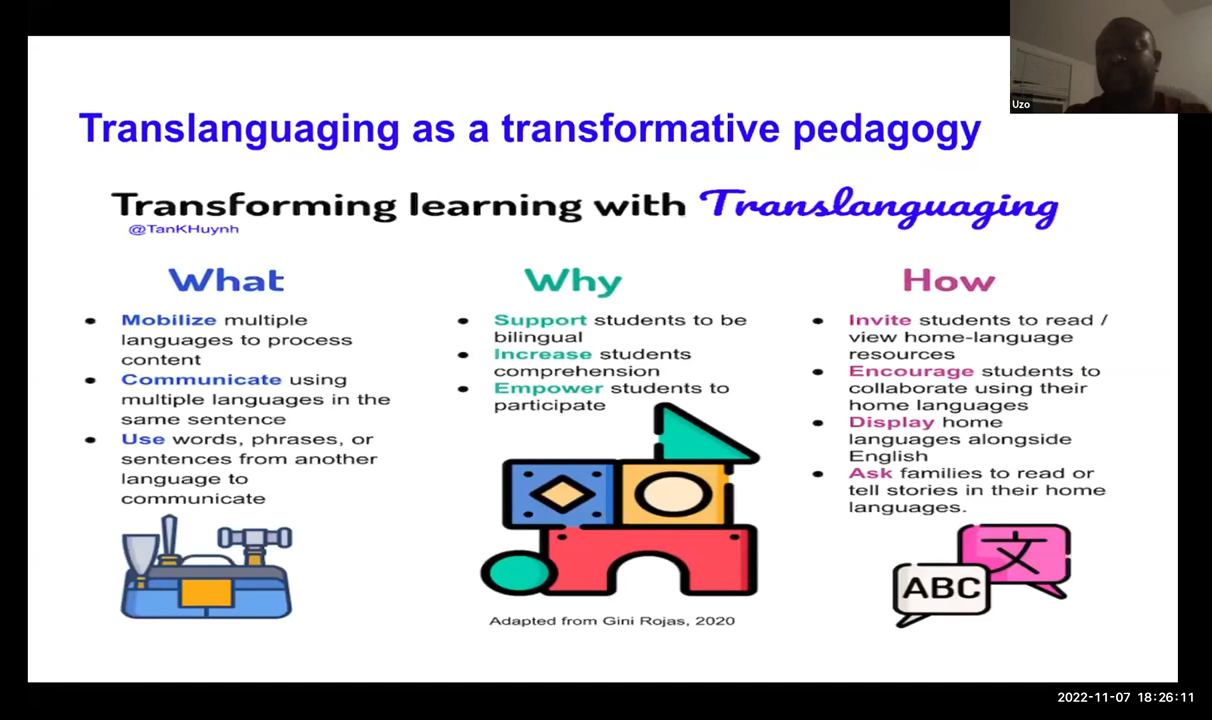 Translanguaging as a transformative pedagogy
Transforming learning with Translanguaging
@TanKHuynh
What
• Mobilize multiple
languages to process
content
• Communicate using
multiple languages in the
same sentence
• Use words, phrases, or
sentences from another
language to
communicate
Why
• Support students to be
bilingual
• Increase students
comprehension
• Empower students to
participate
How
• Invite students to read /
view home-language
resources
• Encourage students to
collaborate using their
home languages
• Display home
languages alongside
English
• Ask families to read or
tell stories in their home
languages.
ABC
文
Adapted from Gini Rojas, 2020
Uzo
2022-11-07 18:26:11